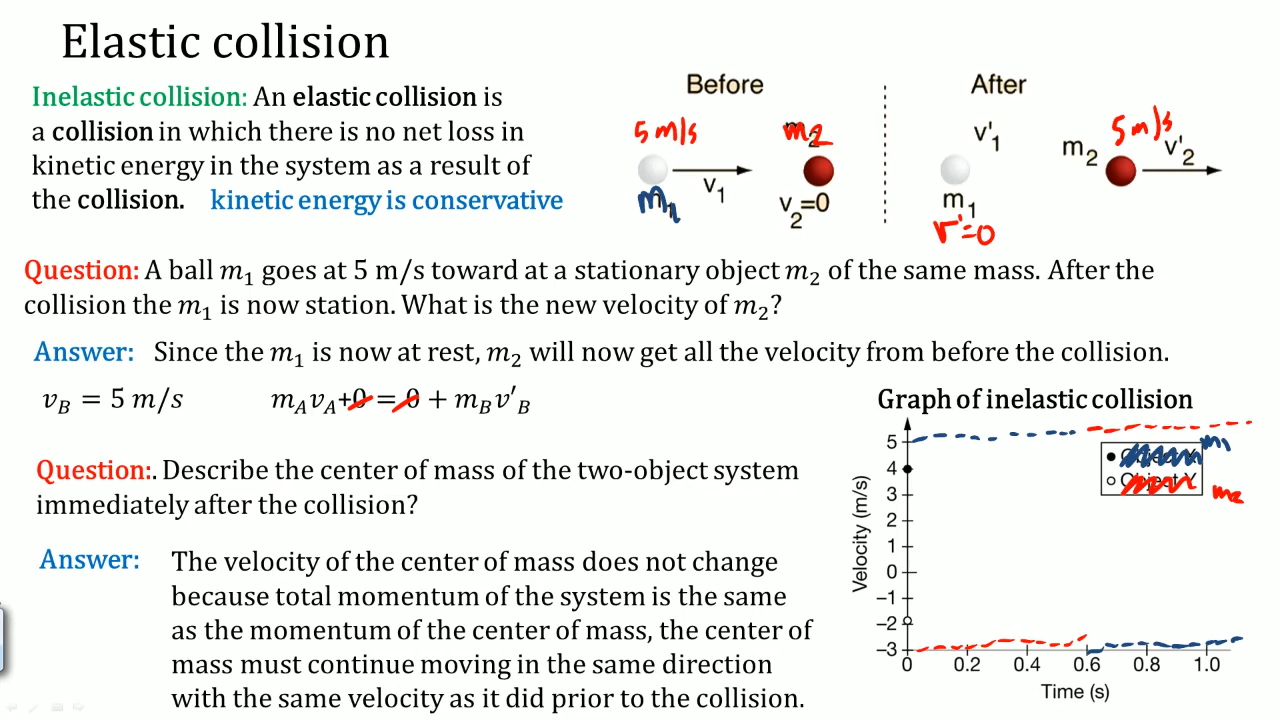 Elastic collision
Inelastic collision: An elastic collision is
a collision in which there is no net loss in
kinetic energy in the system as a result of
the collision. kinetic energy is conservative
Before
5 m/s
m2
m1
v1
v2=0
After
v'1
m1
v'=0
m2
5 m/s
v'2
Question: A ball m1 goes at 5 m/s toward at a stationary object m2 of the same mass. After the
collision the m1 is now station. What is the new velocity of m2?
Answer: Since the m1 is now at rest, m2 will now get all the velocity from before the collision.
vB = 5 m/s mAvA+0 = 0 + mBv'B
Question:. Describe the center of mass of the two-object system
immediately after the collision?
Answer: The velocity of the center of mass does not change
because total momentum of the system is the same
as the momentum of the center of mass, the center of
mass must continue moving in the same direction
with the same velocity as it did prior to the collision.
Graph of inelastic collision
Velocity (m/s)
5
4
3
2
1
0
−1
−2
−3
0 0.2 0.4 0.6 0.8 1.0
Time (s)
m1
m2